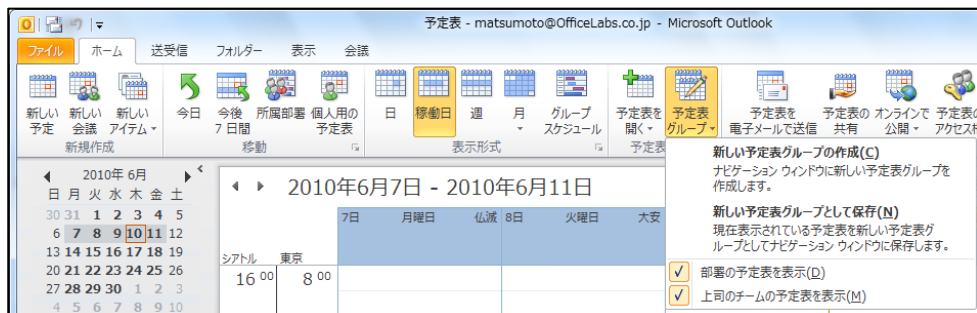 予定表 - matsumoto@OfficeLabs.co.jp - Microsoft Outlook
ファイル ホーム 送受信 フォルダー 表示 会議
新しい予定
新しい会議
新しいアイテム
今日
今後7 日間
所属部署
個人用の予定表
日
稼働日
週
月
グループスケジュール
予定表を開く
予定表グループ
予定表を電子メールで送信
予定表の共有
オンラインで公開
新規作成 移動 表示形式
新しい予定表グループの作成(C)
ナビゲーション ウィンドウに新しい予定表グループを
作成します。
新しい予定表グループとして保存(N)
現在表示されている予定表を新しい予定表グ
ループとしてナビゲーション ウィンドウに保存します。
部署の予定表を表示(D)
上司のチームの予定表を表示(M)
2010年 6月
日 月 火 水 木 金 土
30 31 1 2 3 4 5
6 7 8 9 10 11 12
13 14 15 16 17 18 19
20 21 22 23 24 25 26
27 28 29 30 1 2 3
4 5 6 7 8 9 10
2010年6月7日 - 2010年6月11日
7日 月曜日 仏滅 8日 火曜日 大安
シアトル 東京
16 00 8 00